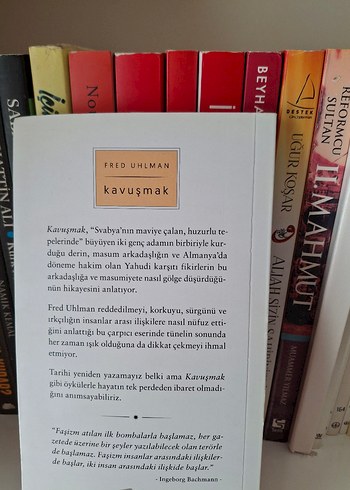 SABAHATTİN ALİ
NAMIK KEMAL
No
BEYHA
DESTEK
UĞUR KOŞAR
REFORMCU
SULTAN
II. MAHMUT
FRED UHLMAN
kavuşmak
Kavuşmak, “Svabya’nın maviye çalan, huzurlu te-
pelerinde” büyüyen iki genç adamın birbiriyle kur-
duğu derin, masum arkadaşlığın ve Almanya’da
döneme hakim olan Yahudi karşıtı fikirlerin bu
arkadaşlığa ve masumiyete nasıl gölge düşürdüğü-
nün hikayesini anlatıyor.
Fred Uhlman reddedilmeyi, korkuyu, sürgünü ve
ırkçılığın insanlar arası ilişkilere nasıl nüfuz etti-
ğini anlattığı bu çarpıcı eserinde tünelin sonunda
her zaman ışık olduğuna da dikkat çekmeyi ihmal
etmiyor.
Tarihi yeniden yazamayız belki ama Kavuşmak
gibi öykülerle hayatın tek perdeden ibaret olmadı-
ğını anımsayabiliriz.
“Faşizm atılan ilk bombalarla başlamaz, her ga-
zetede üzerine bir şeyler yazılabilecek olan terörle
de başlamaz. Faşizm insanlar arasındaki ilişkiler-
de başlar, iki insan arasındaki ilişkide başlar.”
- Ingeborg Bachmann -